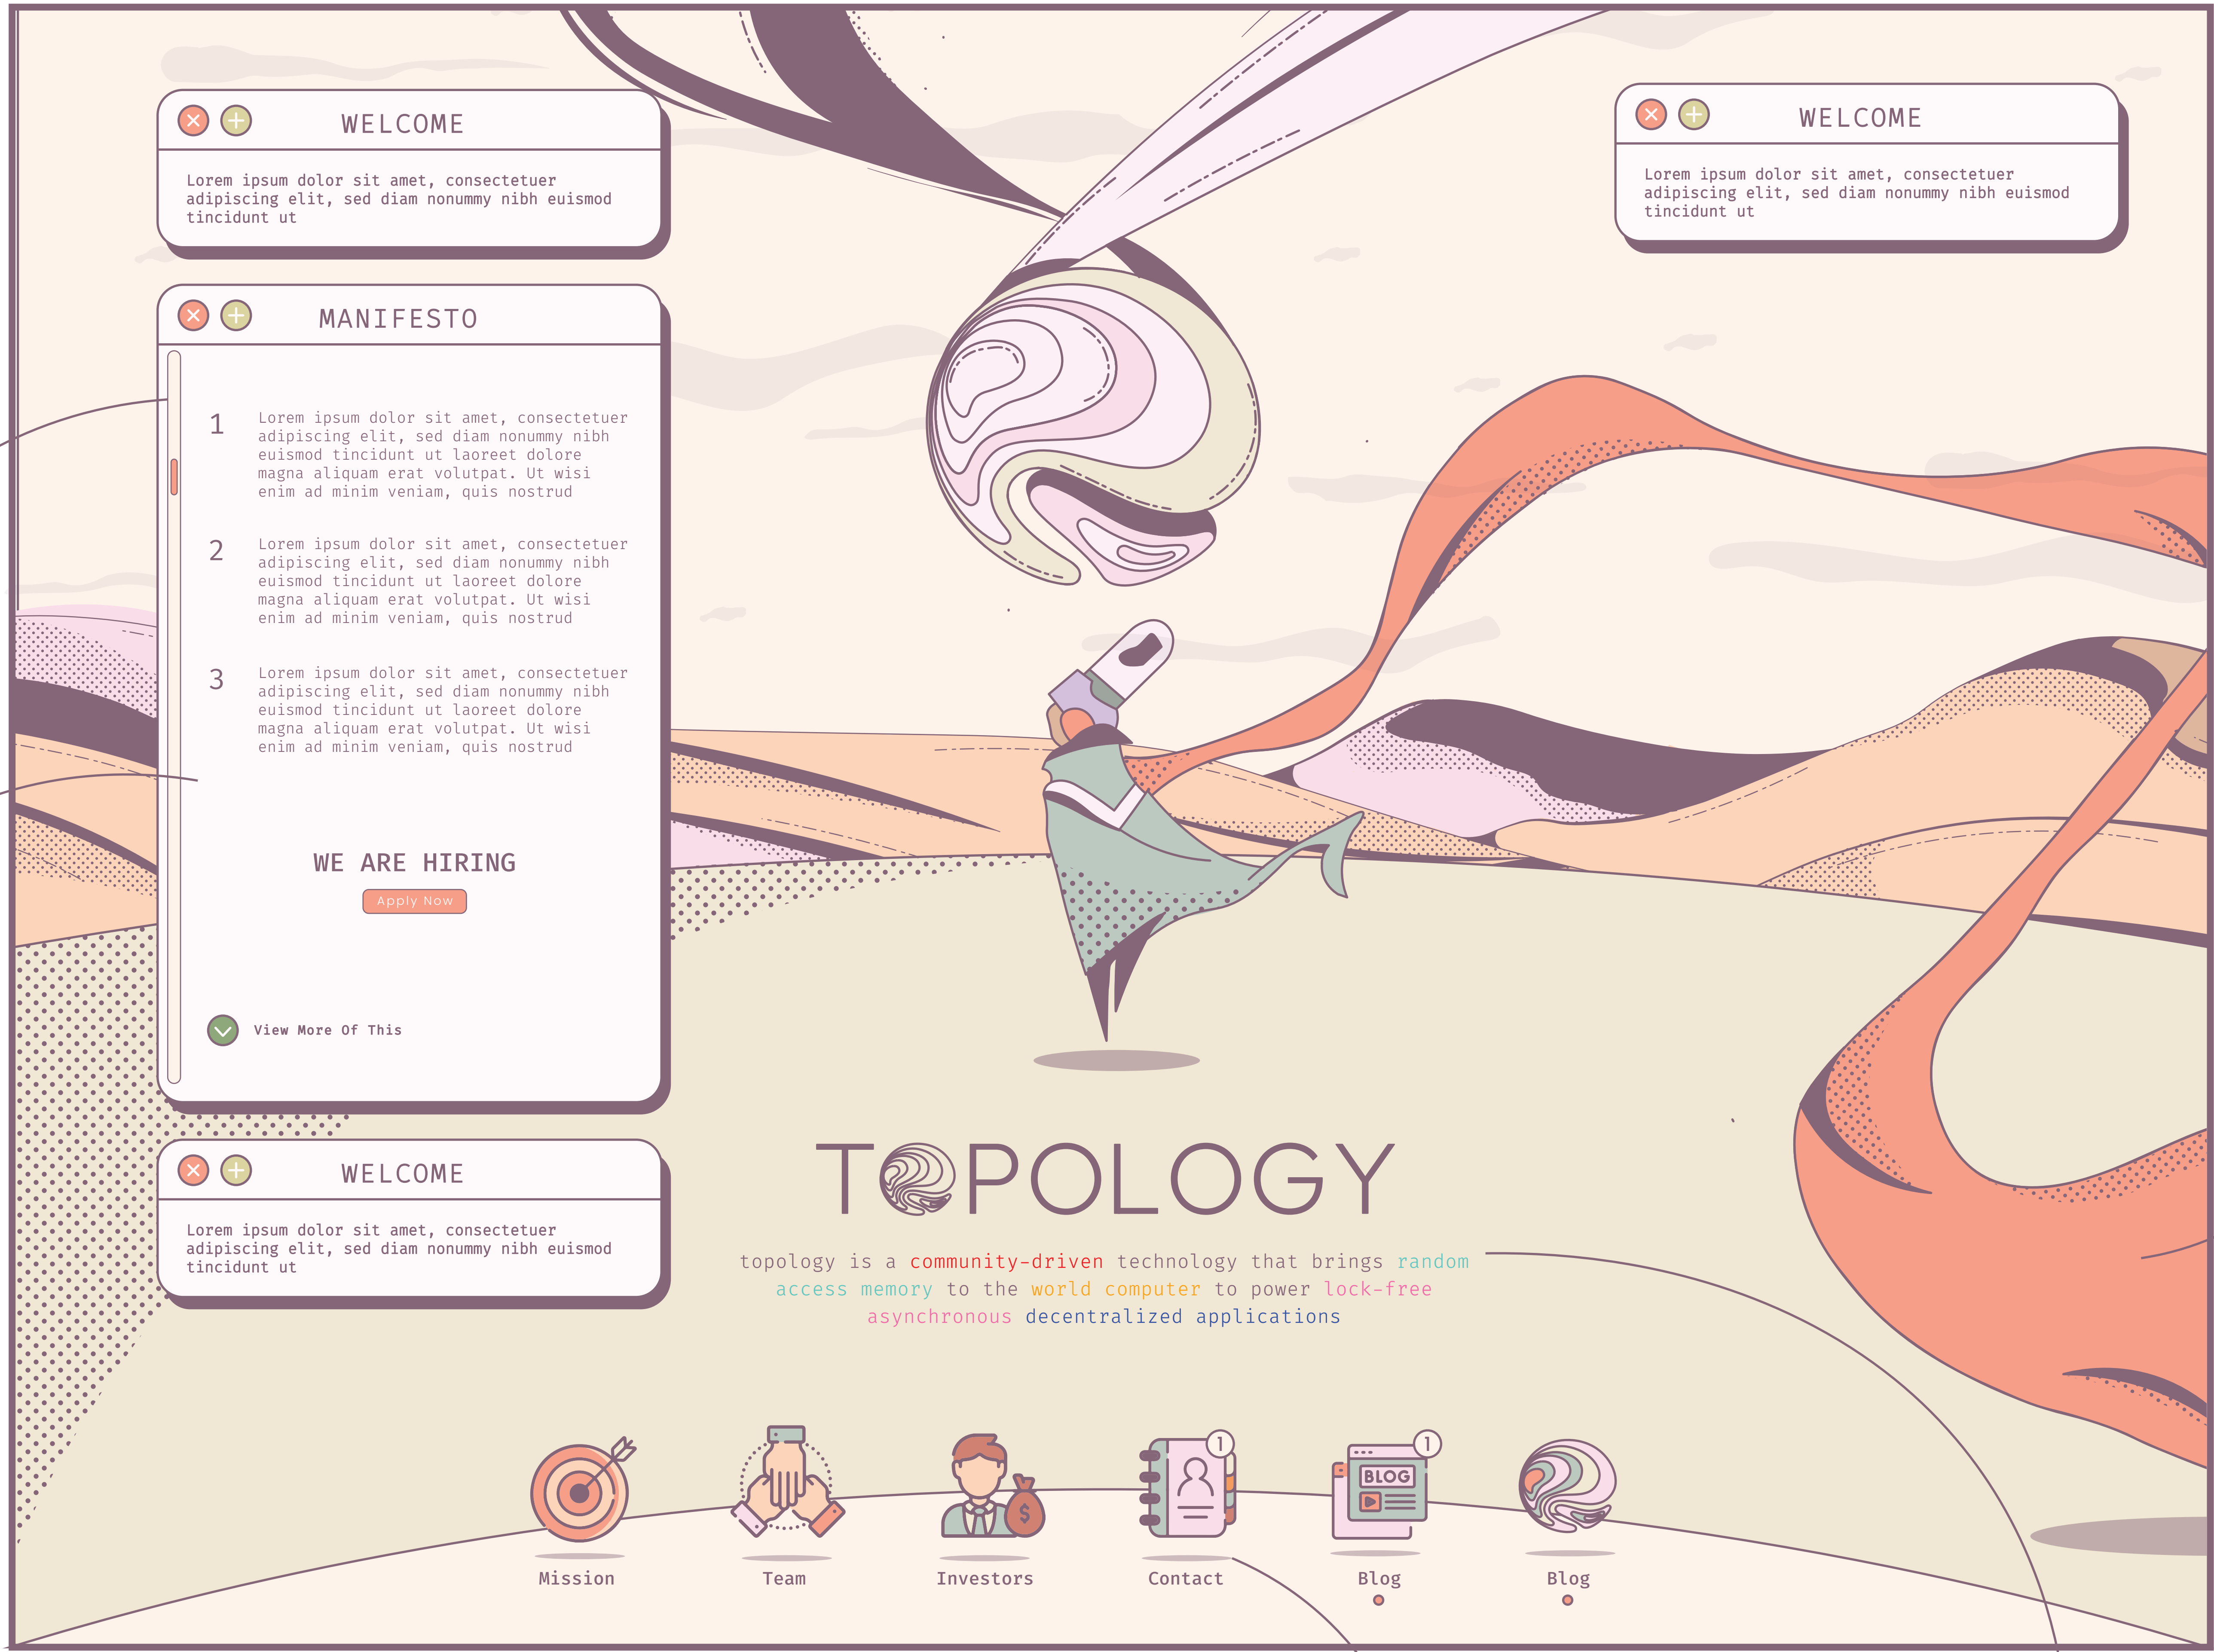 WELCOME
Lorem ipsum dolor sit amet, consectetuer
adipiscing elit, sed diam nonummy nibh euismod
tincidunt ut
WELCOME
Lorem ipsum dolor sit amet, consectetuer
adipiscing elit, sed diam nonummy nibh euismod
tincidunt ut
MANIFESTO
1
Lorem ipsum dolor sit amet, consectetuer
adipiscing elit, sed diam nonummy nibh
euismod tincidunt ut laoreet dolore
magna aliquam erat volutpat. Ut wisi
enim ad minim veniam, quis nostrud
2
Lorem ipsum dolor sit amet, consectetuer
adipiscing elit, sed diam nonummy nibh
euismod tincidunt ut laoreet dolore
magna aliquam erat volutpat. Ut wisi
enim ad minim veniam, quis nostrud
3
Lorem ipsum dolor sit amet, consectetuer
adipiscing elit, sed diam nonummy nibh
euismod tincidunt ut laoreet dolore
magna aliquam erat volutpat. Ut wisi
enim ad minim veniam, quis nostrud
WE ARE HIRING
Apply Now
View More Of This
WELCOME
Lorem ipsum dolor sit amet, consectetuer
adipiscing elit, sed diam nonummy nibh euismod
tincidunt ut
TOPOLOGY
topology is a community-driven technology that brings random
access memory to the world computer to power lock-free
asynchronous decentralized applications
$
1
1
BLOG
Mission
Team
Investors
Contact
Blog
Blog